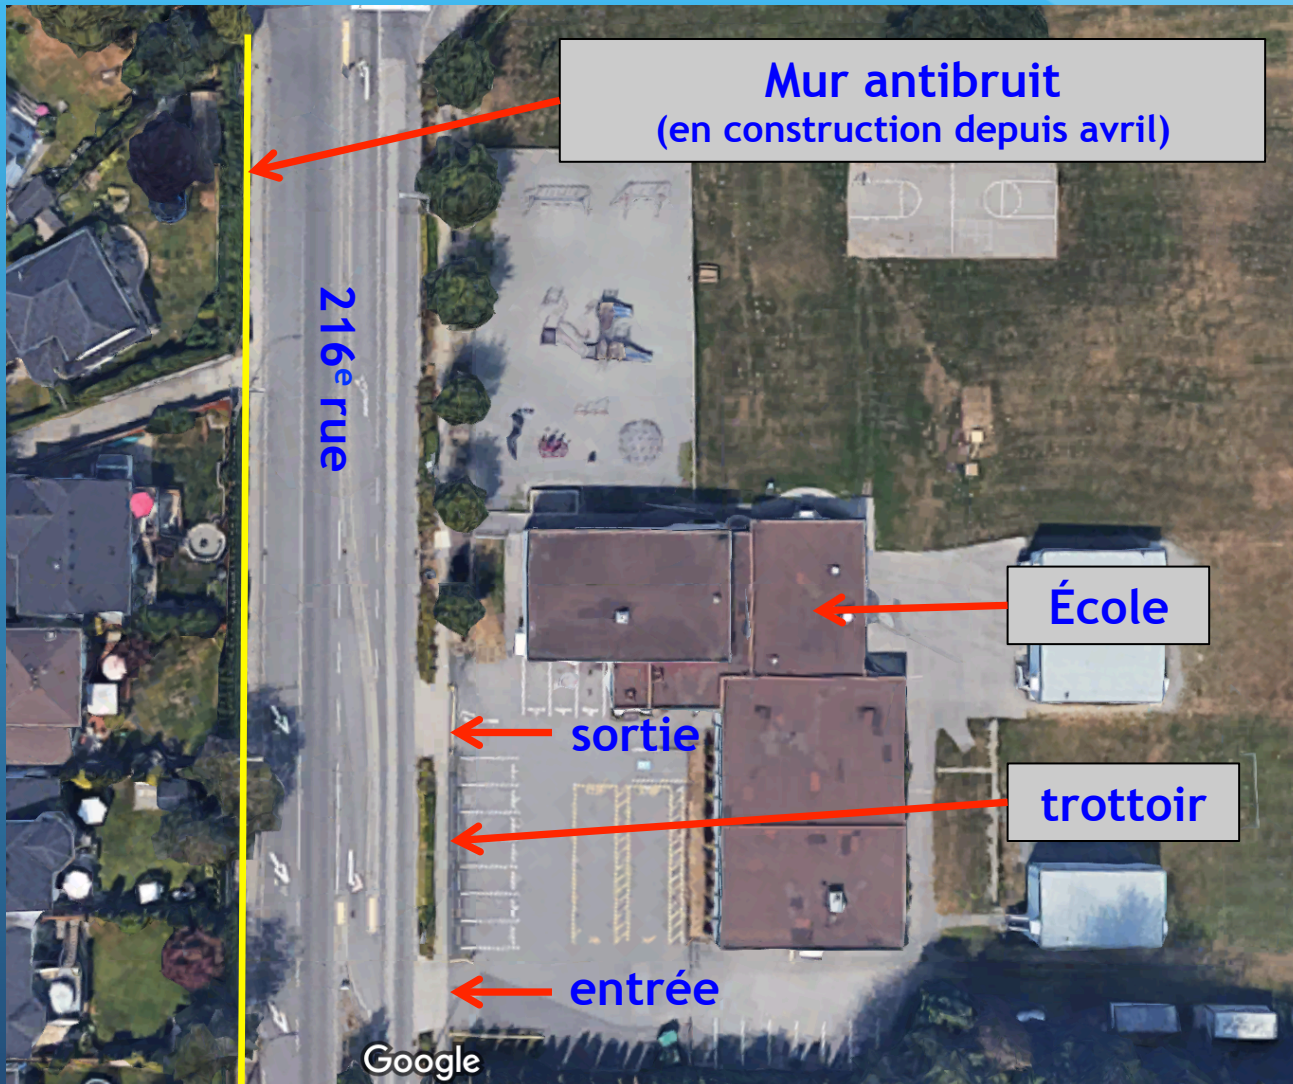 Mur antibruit
(en construction depuis avril)
216e rue
École
sortie
trottoir
entrée
Google